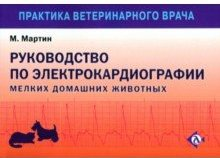 ПРАКТИКА ВЕТЕРИНАРНОГО ВРАЧА
М. Мартин
РУКОВОДСТВО
ПО ЭЛЕКТРОКАРДИОГРАФИИ
МЕЛКИХ ДОМАШНИХ ЖИВОТНЫХ